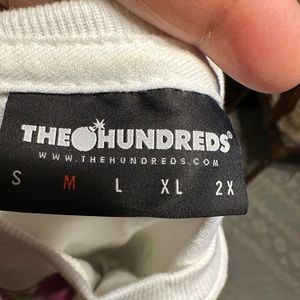 THE HUNDREDS
WWW.THEHUNDREDS.COM
S M L XL 2X